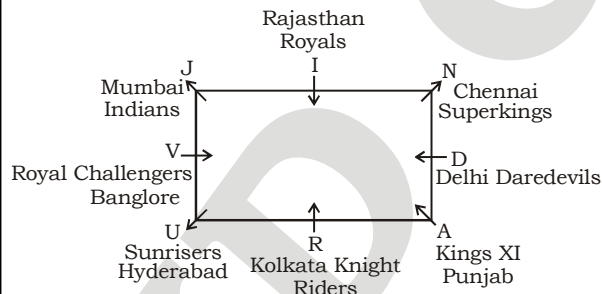 Rajasthan
Royals
I
J
Mumbai
Indians
N
Chennai
Superkings
V
Royal Challengers
Banglore
D
Delhi Daredevils
U
Sunrisers
Hyderabad
R
Kolkata Knight
Riders
A
Kings XI
Punjab